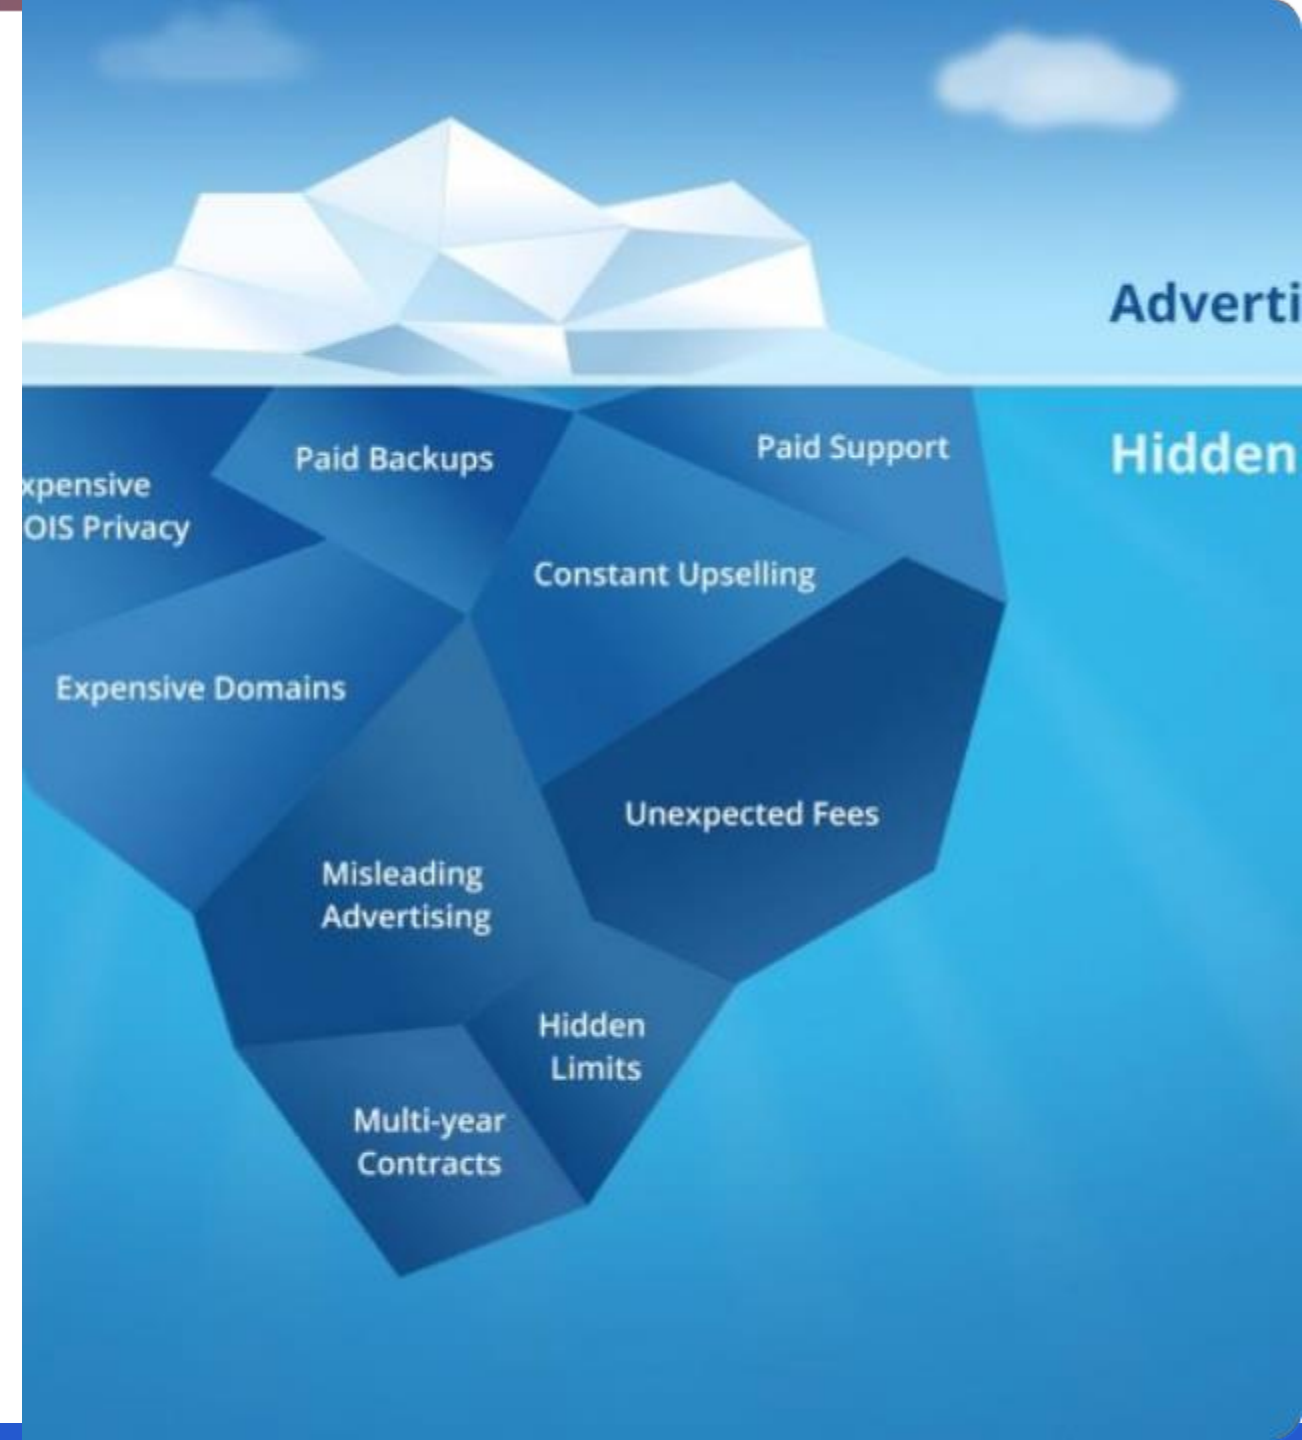 Adverti
Hidden
Paid Backups
Paid Support
xpensive
OIS Privacy
Constant Upselling
Expensive Domains
Unexpected Fees
Misleading
Advertising
Hidden
Limits
Multi-year
Contracts